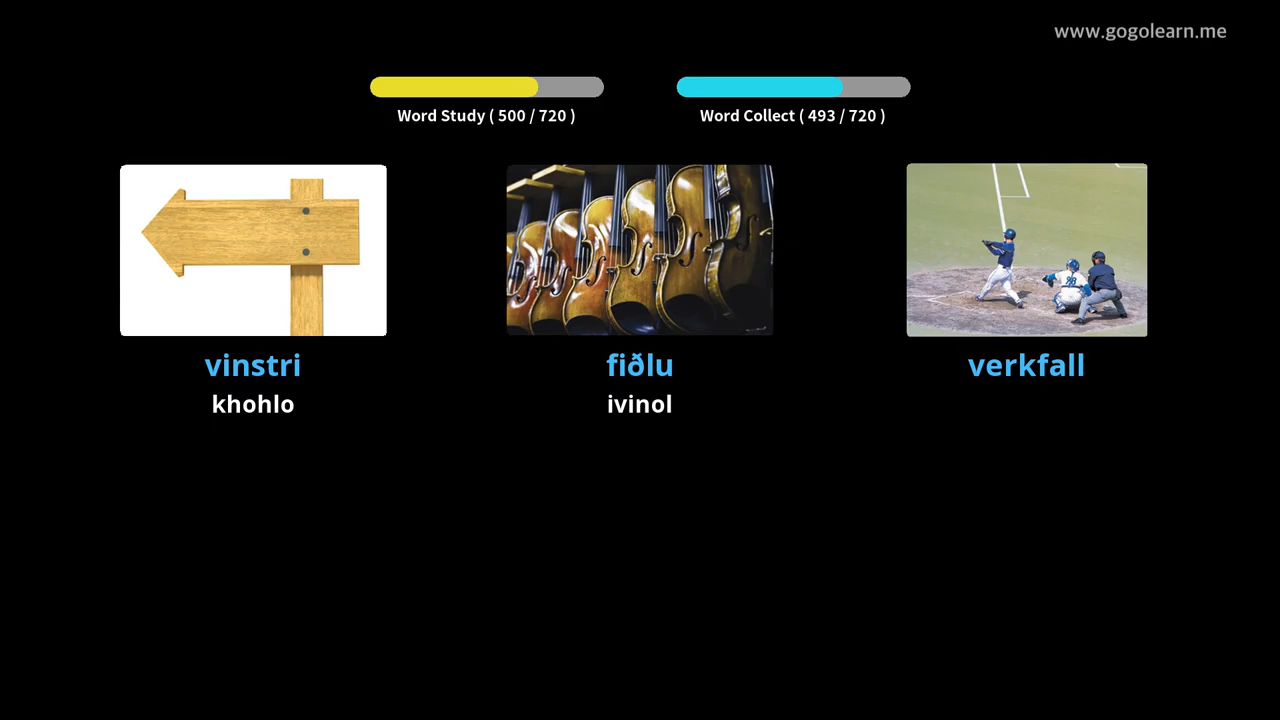 www.gogolearn.me
Word Study ( 500 / 720 )
Word Collect ( 493 / 720 )
vinstri
fiðlu
verkfall
khohlo
ivinol